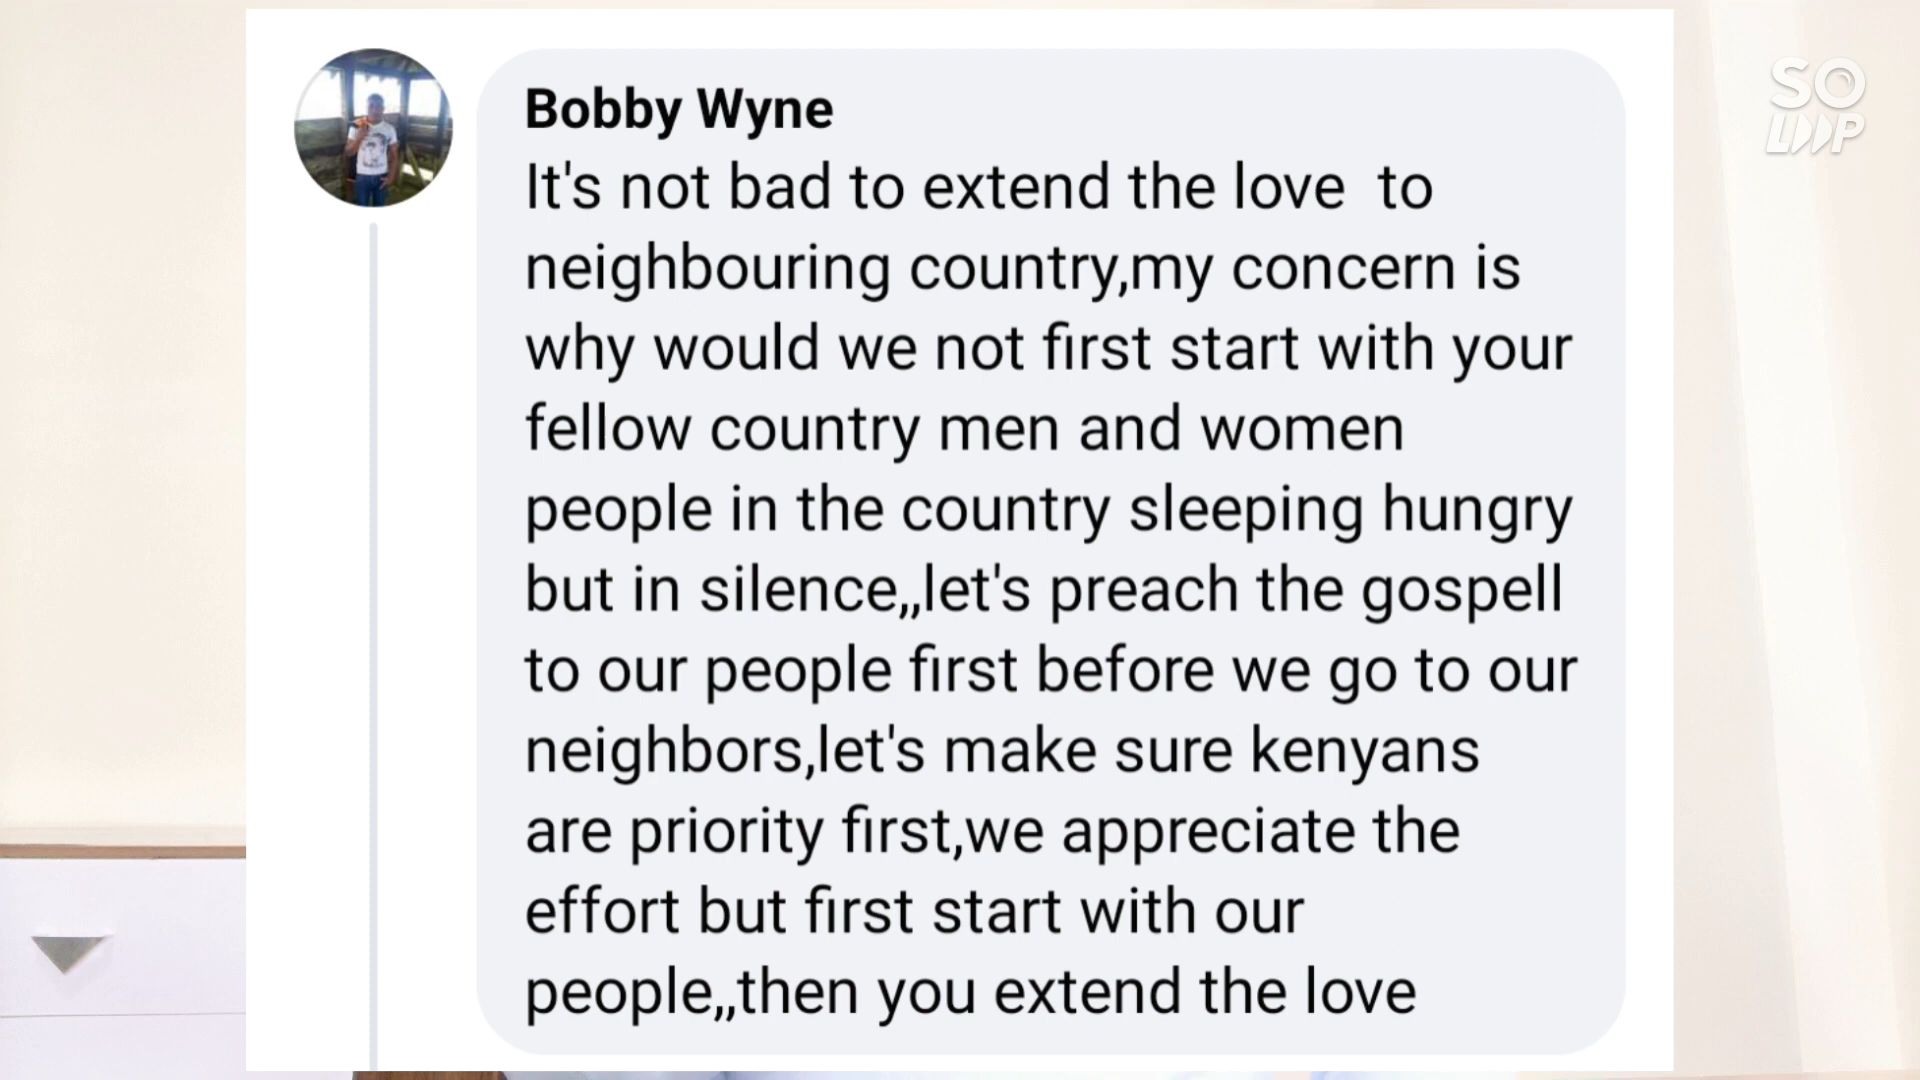 Bobby Wyne
It's not bad to extend the love  to
neighbouring country,my concern is
why would we not first start with your
fellow country men and women
people in the country sleeping hungry
but in silence,,let's preach the gospell
to our people first before we go to our
neighbors,let's make sure kenyans
are priority first,we appreciate the
effort but first start with our
people,,then you extend the love
SO
LOOP